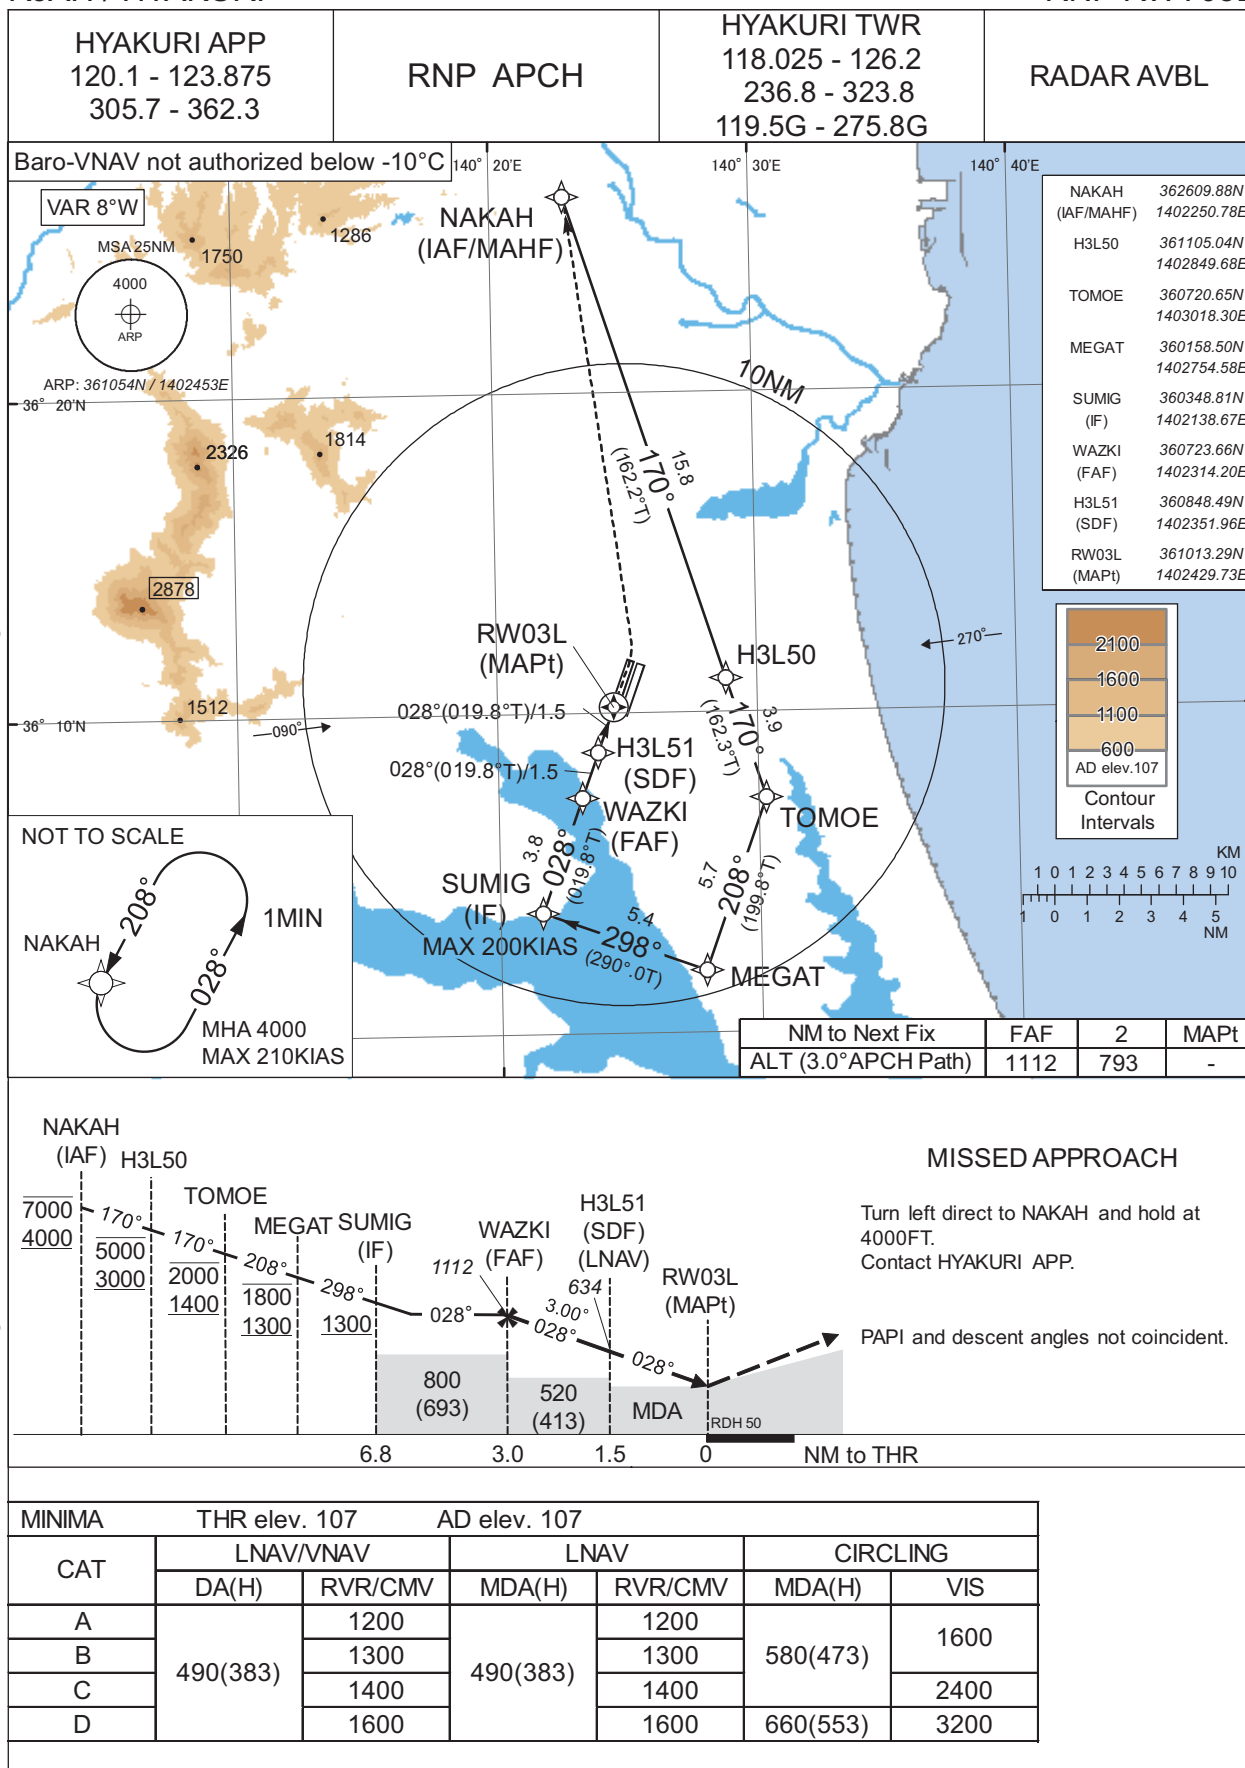 HYAKURI APP
120.1 - 123.875
305.7 - 362.3
RNP APCH
HYAKURI TWR
118.025 - 126.2
236.8 - 323.8
119.5G - 275.8G
RADAR AVBL
Baro-VNAV not authorized below -10°C
140° 20'E
140° 30'E
140° 40'E
VAR 8°W
MSA 25NM
4000
ARP
ARP: 361054N / 1402453E
1750
1286
NAKAH
(IAF/MAHF)
NAKAH 362609.88N
(IAF/MAHF) 1402250.78E
H3L50 361105.04N
1402849.68E
TOMOE 360720.65N
1403018.30E
MEGAT 360158.50N
1402754.58E
SUMIG 360348.81N
(IF) 1402138.67E
WAZKI 360723.66N
(FAF) 1402314.20E
H3L51 360848.49N
(SDF) 1402351.96E
RW03L 361013.29N
(MAPt) 1402429.73E
36° 20'N
10NM
2326
1814
15.8
170°
(162.2°T)
2878
RW03L
(MAPt)
H3L50
270°
2100
1600
1100
600
AD elev.107
Contour
Intervals
1512
36° 10'N
090°
028°(019.8°T)/1.5
3.9
170°
(162.3°T)
H3L51
(SDF)
028°(019.8°T)/1.5
WAZKI
(FAF)
TOMOE
3.8
028°
(019.8°T)
5.7
208°
(199.8°T)
SUMIG
(IF)
MAX 200KIAS
5.4
298°
(290°.0T)
MEGAT
KM
1 0 1 2 3 4 5 6 7 8 9 10
1 0 1 2 3 4 5
NM
NOT TO SCALE
208°
1MIN
NAKAH
028°
MHA 4000
MAX 210KIAS
NM to Next Fix FAF 2 MAPt
ALT (3.0°APCH Path) 1112 793 -
NAKAH
(IAF)
H3L50
TOMOE
MEGAT
SUMIG
(IF)
WAZKI
(FAF)
H3L51
(SDF)
(LNAV)
RW03L
(MAPt)
7000
4000
170°
5000
3000
170°
2000
1400
208°
1800
1300
298°
1300
028°
1112
3.00°
028°
634
028°
800
(693)
520
(413)
MDA
RDH 50
6.8 3.0 1.5 0 NM to THR
MISSED APPROACH
Turn left direct to NAKAH and hold at
4000FT.
Contact HYAKURI APP.
PAPI and descent angles not coincident.
MINIMA THR elev. 107 AD elev. 107
CAT LNAV/VNAV LNAV CIRCLING
DA(H) RVR/CMV MDA(H) RVR/CMV MDA(H) VIS
A 490(383) 1200 490(383) 1200 580(473) 1600
B 1300 1300
C 1400 1400 2400
D 1600 1600 660(553) 3200